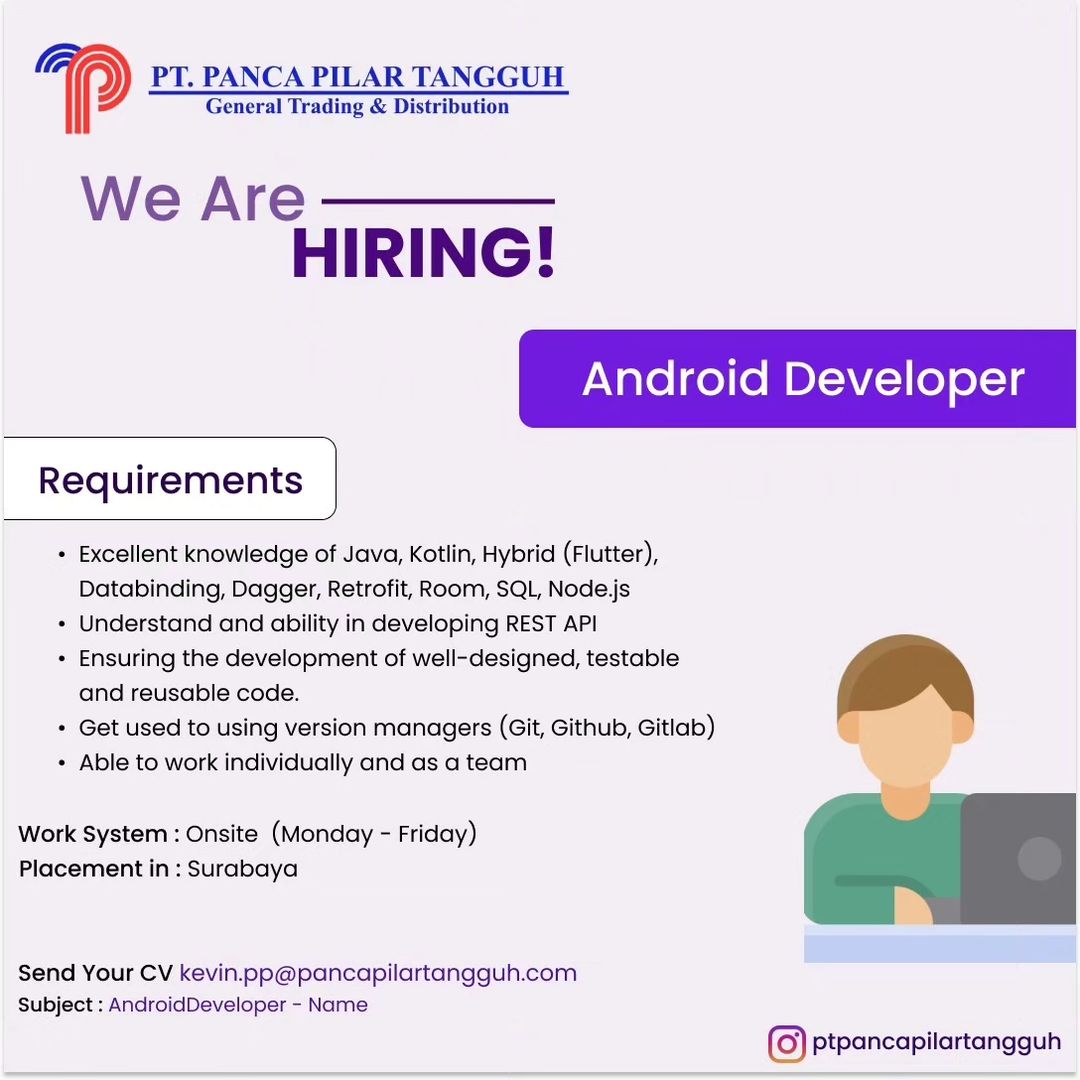 PT. PANCA PILAR TANGGUH
General Trading & Distribution
We Are
HIRING!
Android Developer
Requirements
• Excellent knowledge of Java, Kotlin, Hybrid (Flutter),
Databinding, Dagger, Retrofit, Room, SQL, Node.js
• Understand and ability in developing REST API
• Ensuring the development of well-designed, testable
and reusable code.
• Get used to using version managers (Git, Github, Gitlab)
• Able to work individually and as a team
Work System : Onsite (Monday - Friday)
Placement in : Surabaya
Send Your CV kevin.pp@pancapilartangguh.com
Subject : AndroidDeveloper - Name
ptpancapilartangguh